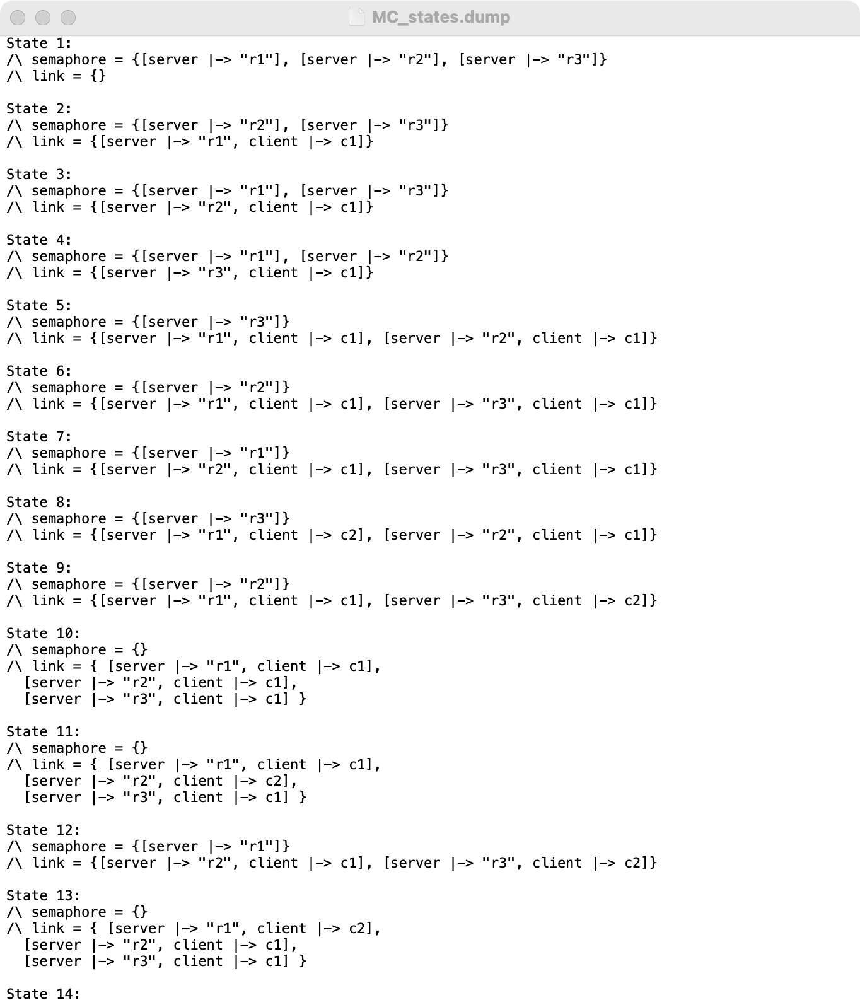 MC_states.dump
State 1:
/\ semaphore = {[server |-> "r1"], [server |-> "r2"], [server |-> "r3"]}
/\ link = {}
State 2:
/\ semaphore = {[server |-> "r2"], [server |-> "r3"]}
/\ link = {[server |-> "r1", client |-> c1]}
State 3:
/\ semaphore = {[server |-> "r1"], [server |-> "r3"]}
/\ link = {[server |-> "r2", client |-> c1]}
State 4:
/\ semaphore = {[server |-> "r1"], [server |-> "r2"]}
/\ link = {[server |-> "r3", client |-> c1]}
State 5:
/\ semaphore = {[server |-> "r3"]}
/\ link = {[server |-> "r1", client |-> c1], [server |-> "r2", client |-> c1]}
State 6:
/\ semaphore = {[server |-> "r2"]}
/\ link = {[server |-> "r1", client |-> c1], [server |-> "r3", client |-> c1]}
State 7:
/\ semaphore = {[server |-> "r1"]}
/\ link = {[server |-> "r2", client |-> c1], [server |-> "r3", client |-> c1]}
State 8:
/\ semaphore = {[server |-> "r3"]}
/\ link = {[server |-> "r1", client |-> c2], [server |-> "r2", client |-> c1]}
State 9:
/\ semaphore = {[server |-> "r2"]}
/\ link = {[server |-> "r1", client |-> c1], [server |-> "r3", client |-> c2]}
State 10:
/\ semaphore = {}
/\ link = { [server |-> "r1", client |-> c1],
[server |-> "r2", client |-> c1],
[server |-> "r3", client |-> c1] }
State 11:
/\ semaphore = {}
/\ link = { [server |-> "r1", client |-> c1],
[server |-> "r2", client |-> c2],
[server |-> "r3", client |-> c1] }
State 12:
/\ semaphore = {[server |-> "r1"]}
/\ link = {[server |-> "r2", client |-> c1], [server |-> "r3", client |-> c2]}
State 13:
/\ semaphore = {}
/\ link = { [server |-> "r1", client |-> c2],
[server |-> "r2", client |-> c1],
[server |-> "r3", client |-> c1] }
State 14: